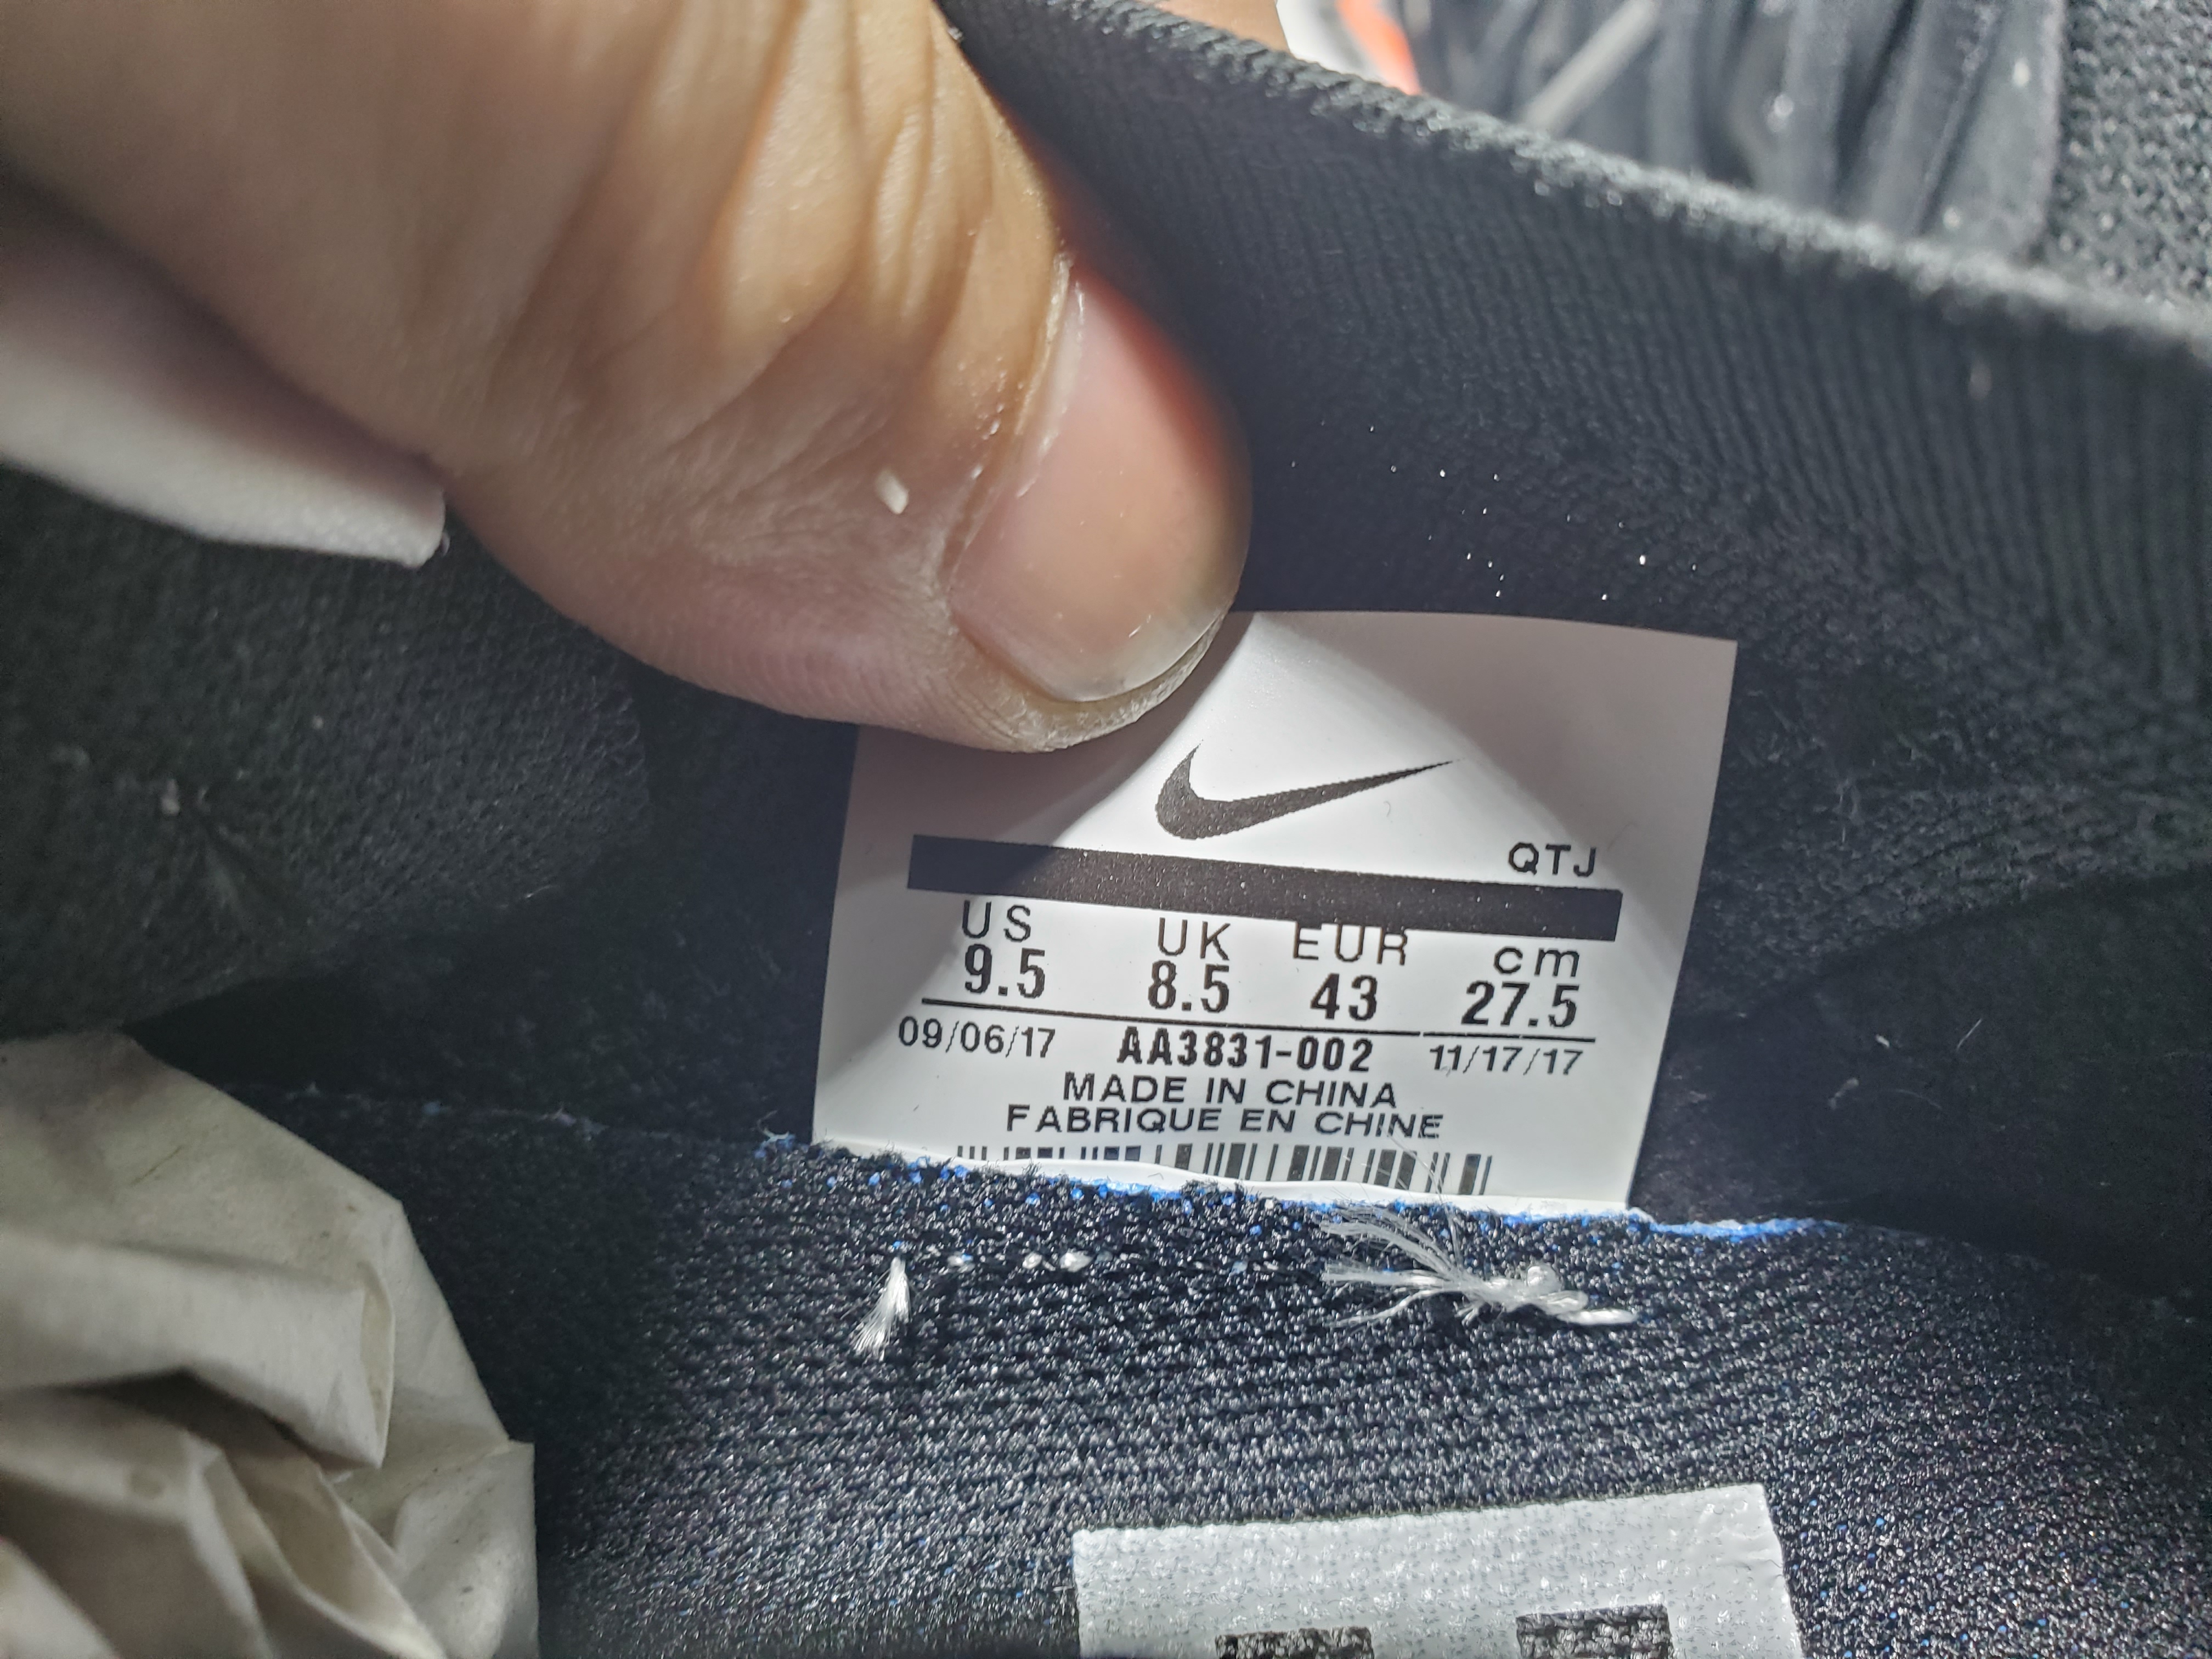 QTJ
US UK EUR cm
9.5 8.5 43 27.5
09/06/17 AA3831-002 11/17/17
MADE IN CHINA
FABRIQUE EN CHINE